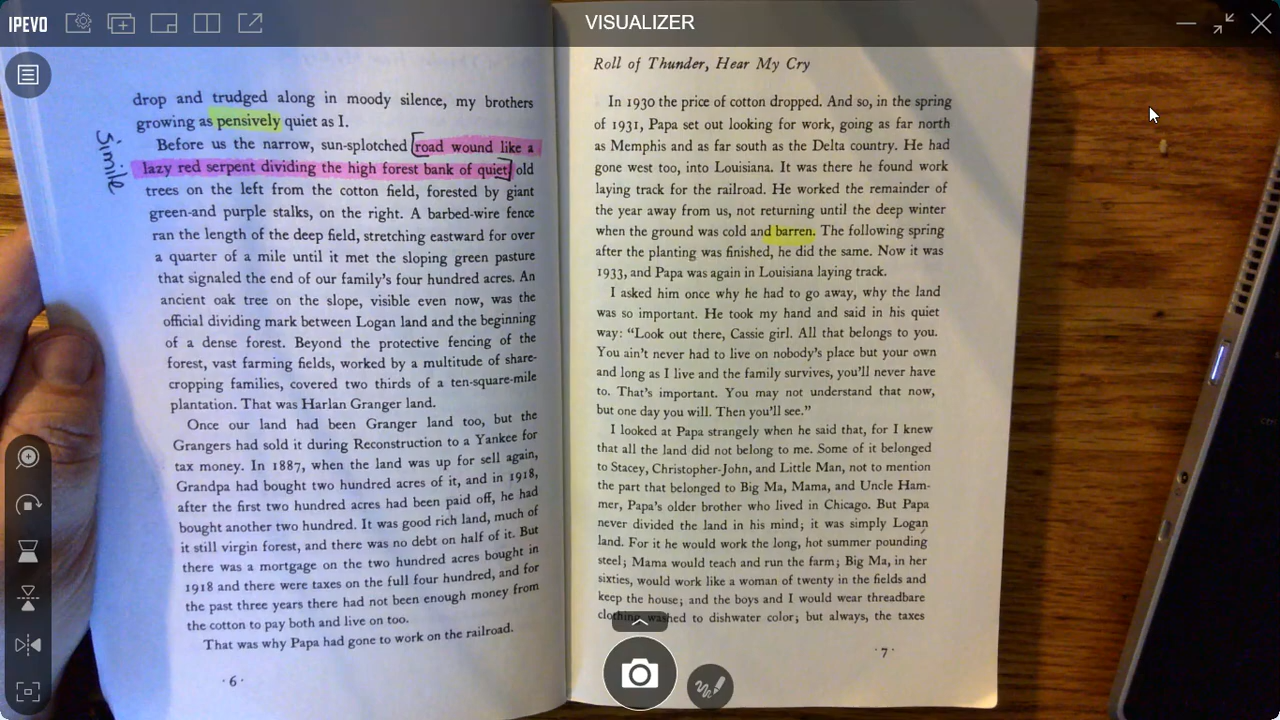 IPEVO
VISUALIZER
drop and trudged along in moody silence, my brothers
growing as pensively quiet as I.
Before us the narrow, sun-splotched road wound like a
lazy red serpent dividing the high forest bank of quiet, old
trees on the left from the cotton field, forested by giant
green-and purple stalks, on the right. A barbed-wire fence
ran the length of the deep field, stretching eastward for over
a quarter of a mile until it met the sloping green pasture
that signaled the end of our family's four hundred acres. An
ancient oak tree on the slope, visible even now, was the
official dividing mark between Logan land and the beginning
of a dense forest. Beyond the protective fencing of the
forest, vast farming fields, worked by a multitude of share-
cropping families, covered two thirds of a ten-square-mile
plantation. That was Harlan Granger land.
Once our land had been Granger land too, but the
Grangers had sold it during Reconstruction to a Yankee for
tax money. In 1887, when the land was up for sell again,
Grandpa had bought two hundred acres of it, and in 1918,
after the first two hundred acres had been paid off, he had
bought another two hundred. It was good rich land, much of
it still virgin forest, and there was no debt on half of it. But
there was a mortgage on the two hundred acres bought in
1918 and there were taxes on the full four hundred, and for
the past three years there had not been enough money from
the cotton to pay both and live on too.
That was why Papa had gone to work on the railroad.
· 6 ·
Simile
Roll of Thunder, Hear My Cry
In 1930 the price of cotton dropped. And so, in the spring
of 1931, Papa set out looking for work, going as far north
as Memphis and as far south as the Delta country. He had
gone west too, into Louisiana. It was there he found work
laying track for the railroad. He worked the remainder of
the year away from us, not returning until the deep winter
when the ground was cold and barren. The following spring
after the planting was finished, he did the same. Now it was
1933, and Papa was again in Louisiana laying track.
I asked him once why he had to go away, why the land
was so important. He took my hand and said in his quiet
way: “Look out there, Cassie girl. All that belongs to you.
You ain't never had to live on nobody's place but your own
and long as I live and the family survives, you'll never have
to. That's important. You may not understand that now,
but one day you will. Then you'll see.”
I looked at Papa strangely when he said that, for I knew
that all the land did not belong to me. Some of it belonged
to Stacey, Christopher-John, and Little Man, not to mention
the part that belonged to Big Ma, Mama, and Uncle Ham-
mer, Papa's older brother who lived in Chicago. But Papa
never divided the land in his mind; it was simply Logan
land. For it he would work the long, hot summer pounding
steel; Mama would teach and run the farm; Big Ma, in her
sixties, would work like a woman of twenty in the fields and
keep the house; and the boys and I would wear threadbare
clothing washed to dishwater color; but always, the taxes
· 7 ·